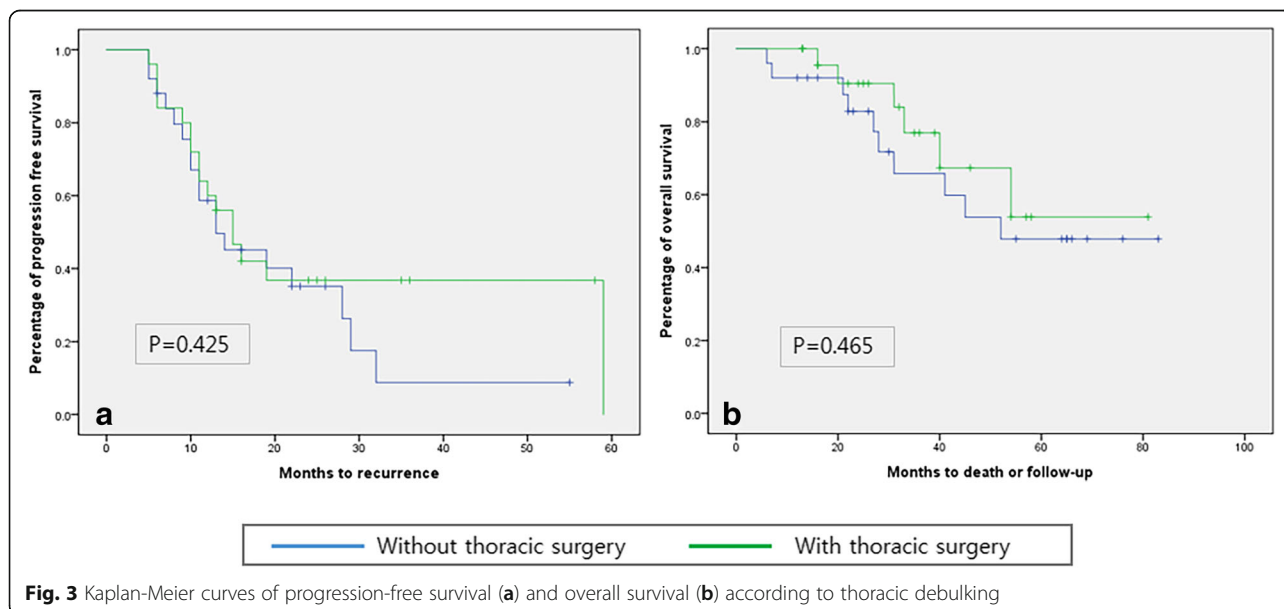 Percentage of progression free survival
1.0
0.8
0.6
0.4
0.2
0.0
P=0.425
a
0 10 20 30 40 50 60
Months to recurrence
Percentage of overall survival
1.0
0.8
0.6
0.4
0.2
0.0
P=0.465
b
0 20 40 60 80 100
Months to death or follow-up
Without thoracic surgery With thoracic surgery
Fig. 3 Kaplan-Meier curves of progression-free survival (a) and overall survival (b) according to thoracic debulking